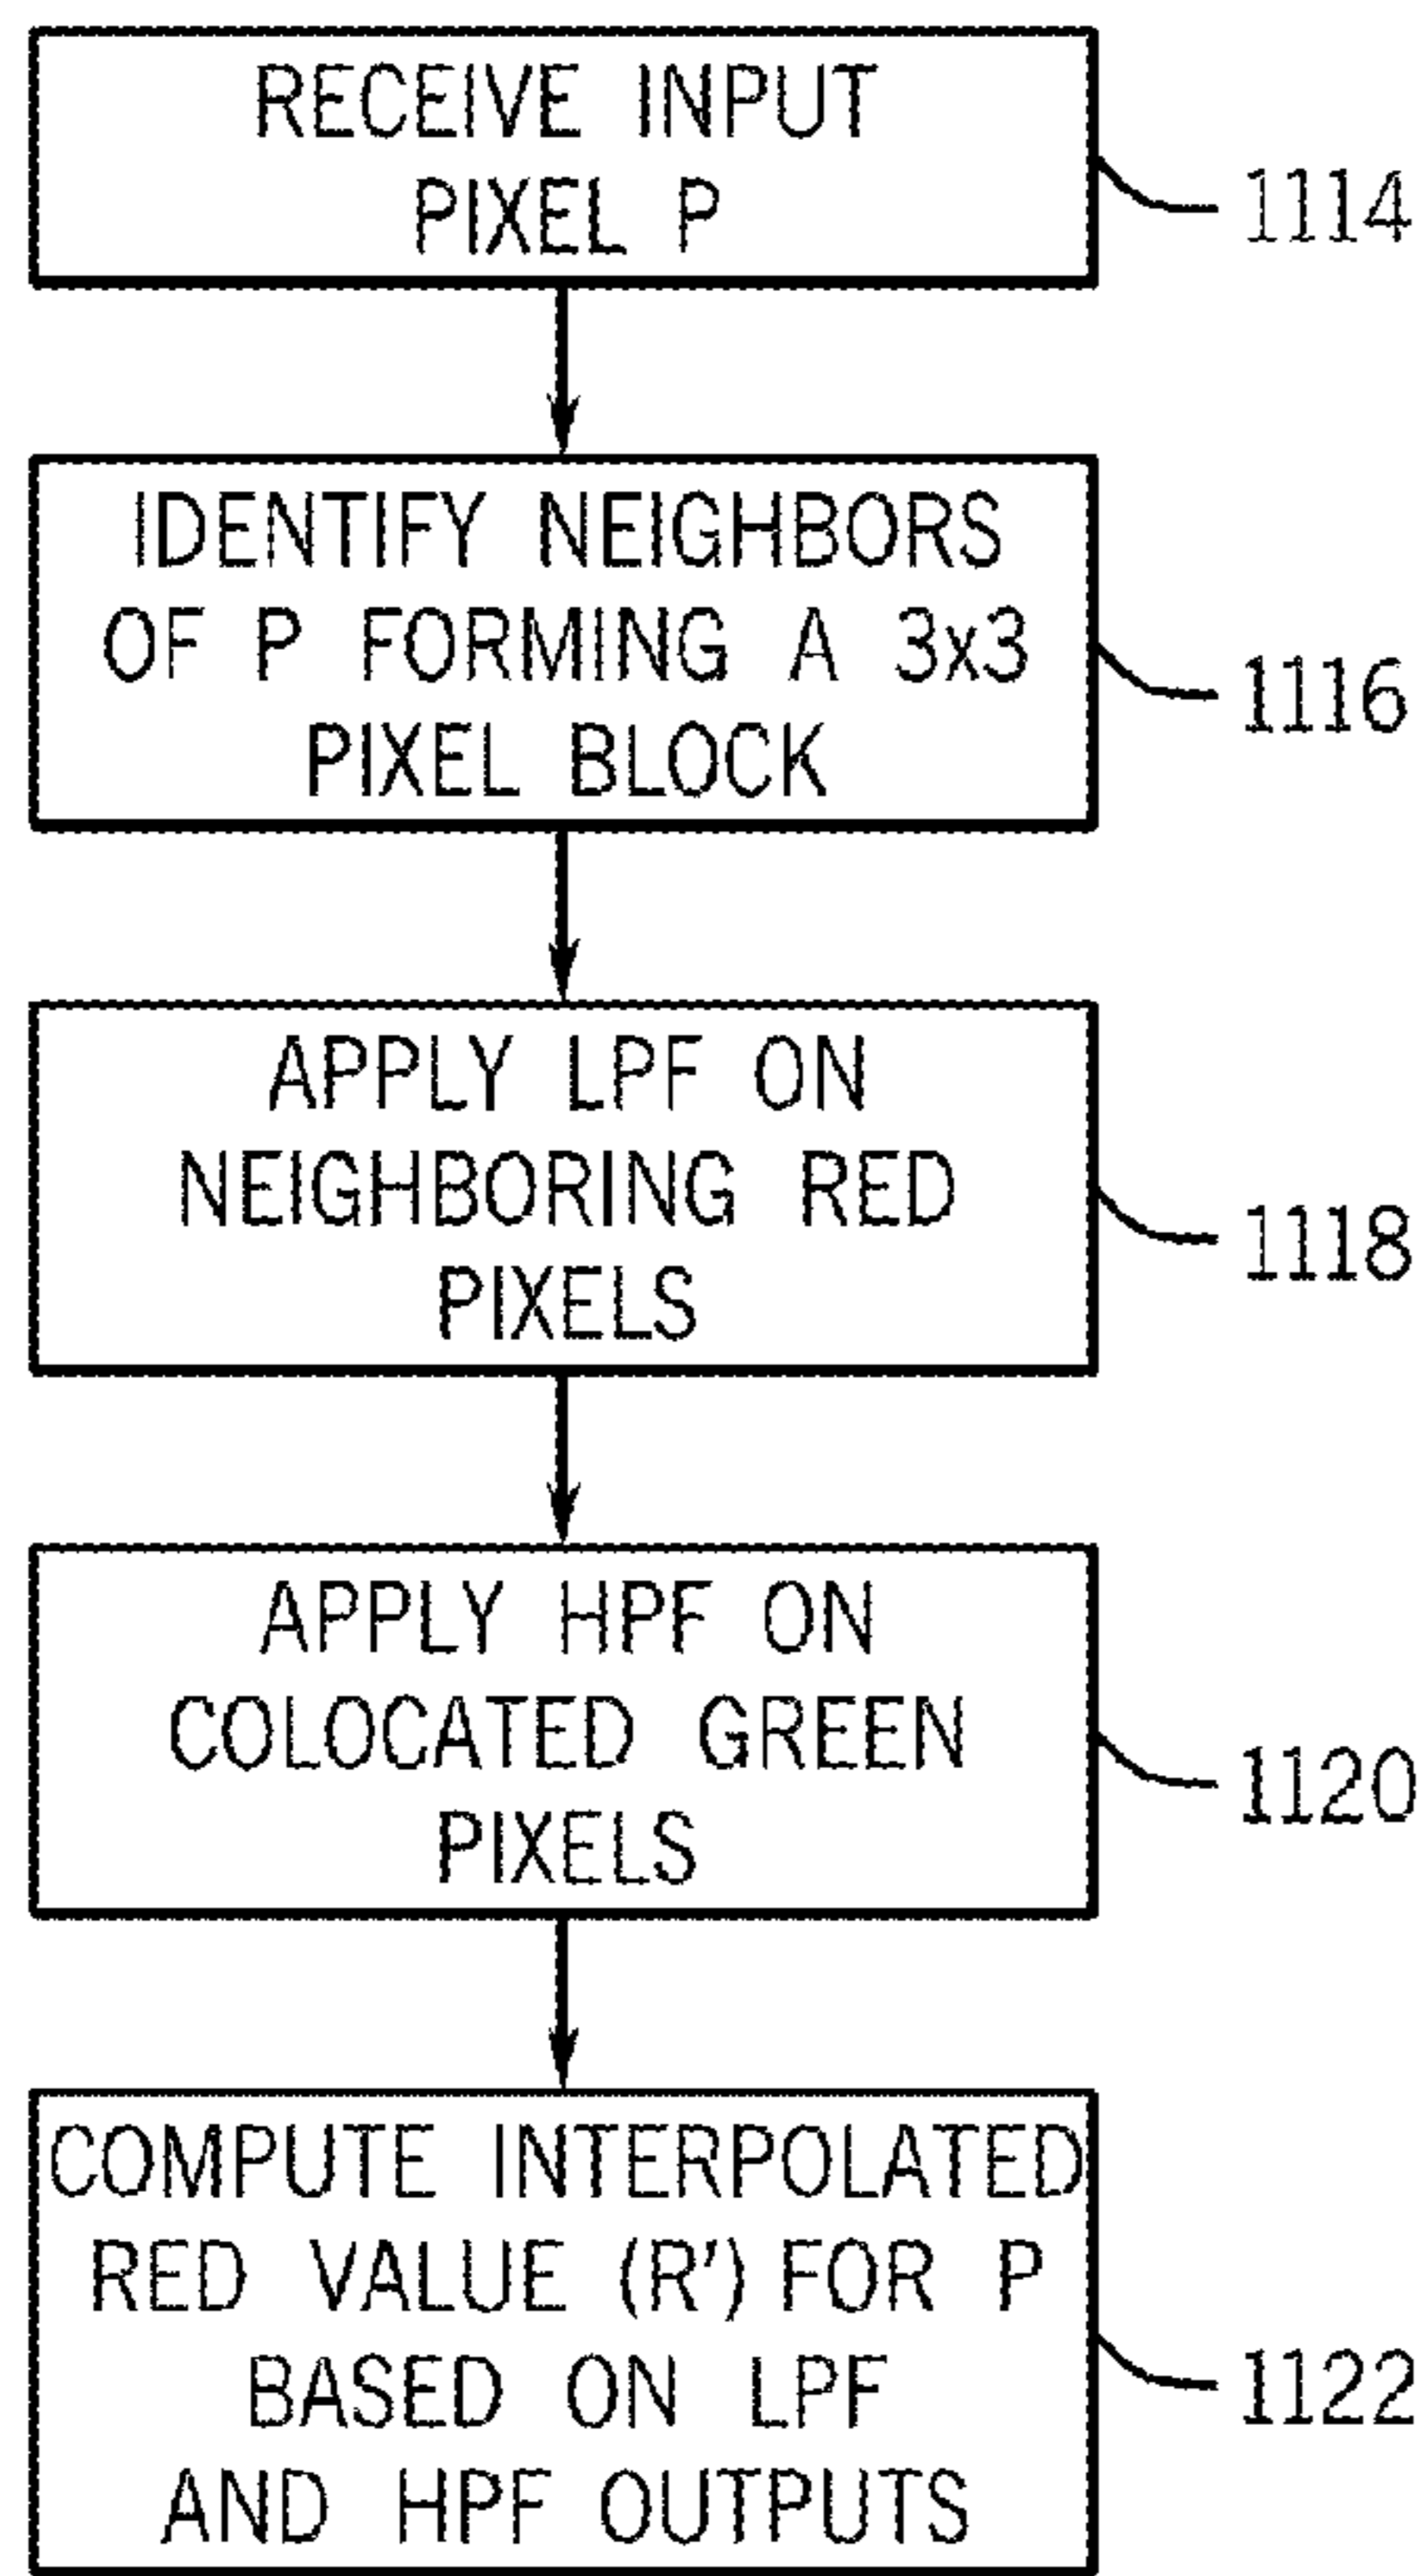 RECEIVE INPUT
PIXEL P
1114
IDENTIFY NEIGHBORS
OF P FORMING A 3x3
PIXEL BLOCK
1116
APPLY LPF ON
NEIGHBORING RED
PIXELS
1118
APPLY HPF ON
COLOCATED GREEN
PIXELS
1120
COMPUTE INTERPOLATED
RED VALUE (R') FOR P
BASED ON LPF
AND HPF OUTPUTS
1122